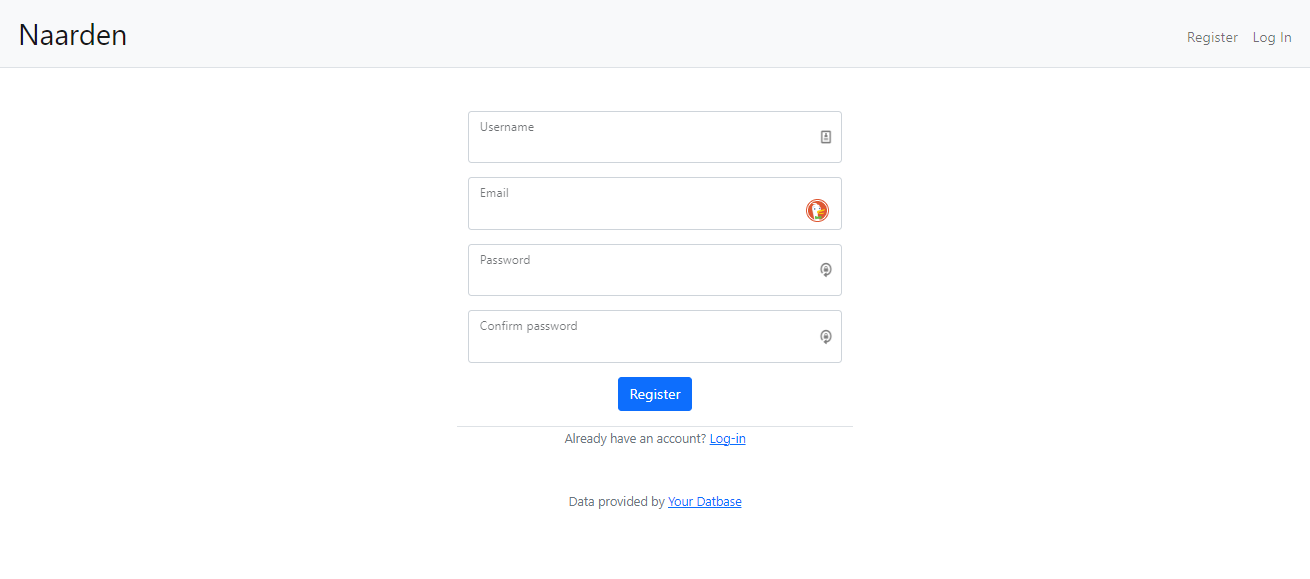 Naarden
Register Log In
Username
Email
Password
Confirm password
Register
Already have an account? Log-in
Data provided by Your Datbase